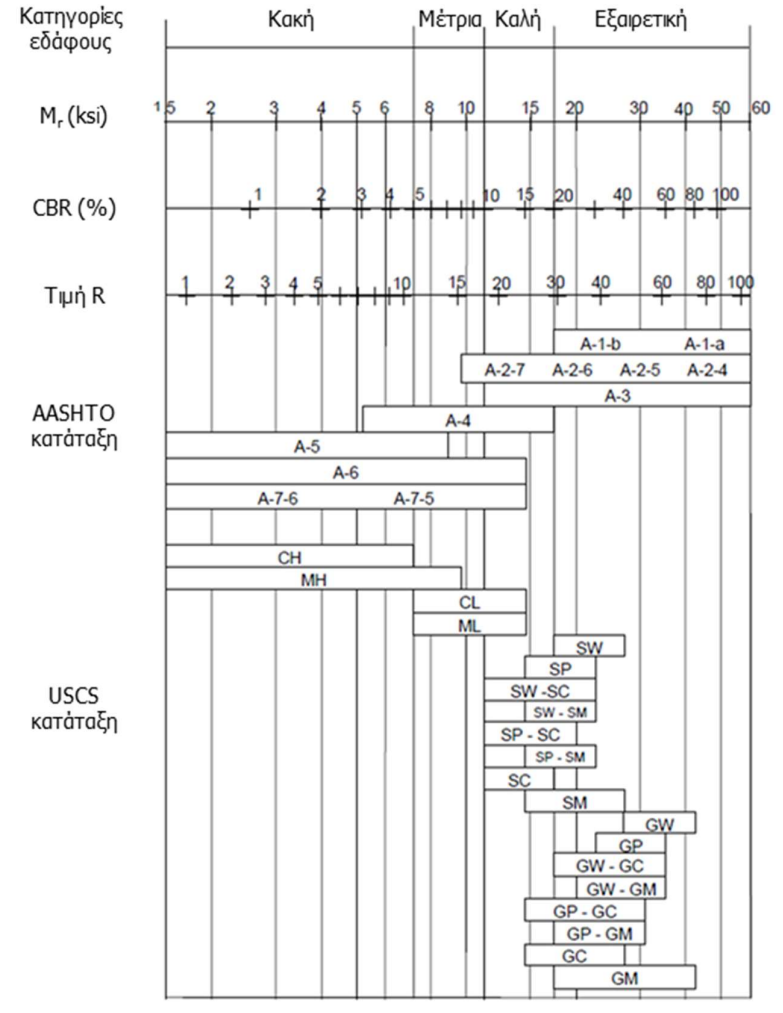 Κατηγορίες
εδάφους
Κακή Μέτρια Καλή Εξαιρετική
Mr (ksi)
1.5 2 3 4 5 6 8 10 15 20 30 40 50 60
CBR (%)
1 2 3 4 5 10 15 20 40 60 80 100
Τιμή R
1 2 3 4 5 10 15 20 30 40 60 80 100
A-1-b A-1-a
A-2-7 A-2-6 A-2-5 A-2-4
A-3
AASHTO
κατάταξη
A-4
A-5
A-6
A-7-6 A-7-5
CH
MH
CL
ML
SW
SP
USCS
κατάταξη
SW -SC
SW - SM
SP - SC
SP - SM
SC
SM
GW
GP
GW - GC
GW - GM
GP - GC
GP - GM
GC
GM